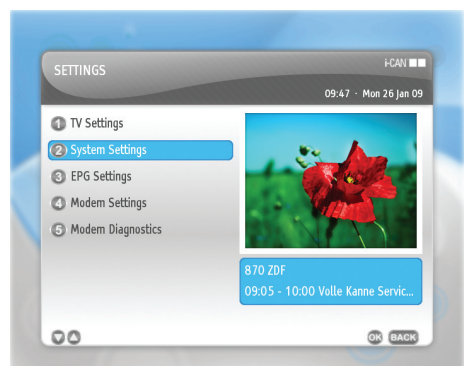 SETTINGS
i-CAN
09:47 · Mon 26 Jan 09
1 TV Settings
2 System Settings
3 EPG Settings
4 Modem Settings
5 Modem Diagnostics
870 ZDF
09:05 - 10:00 Volle Kanne Servic...
OK BACK